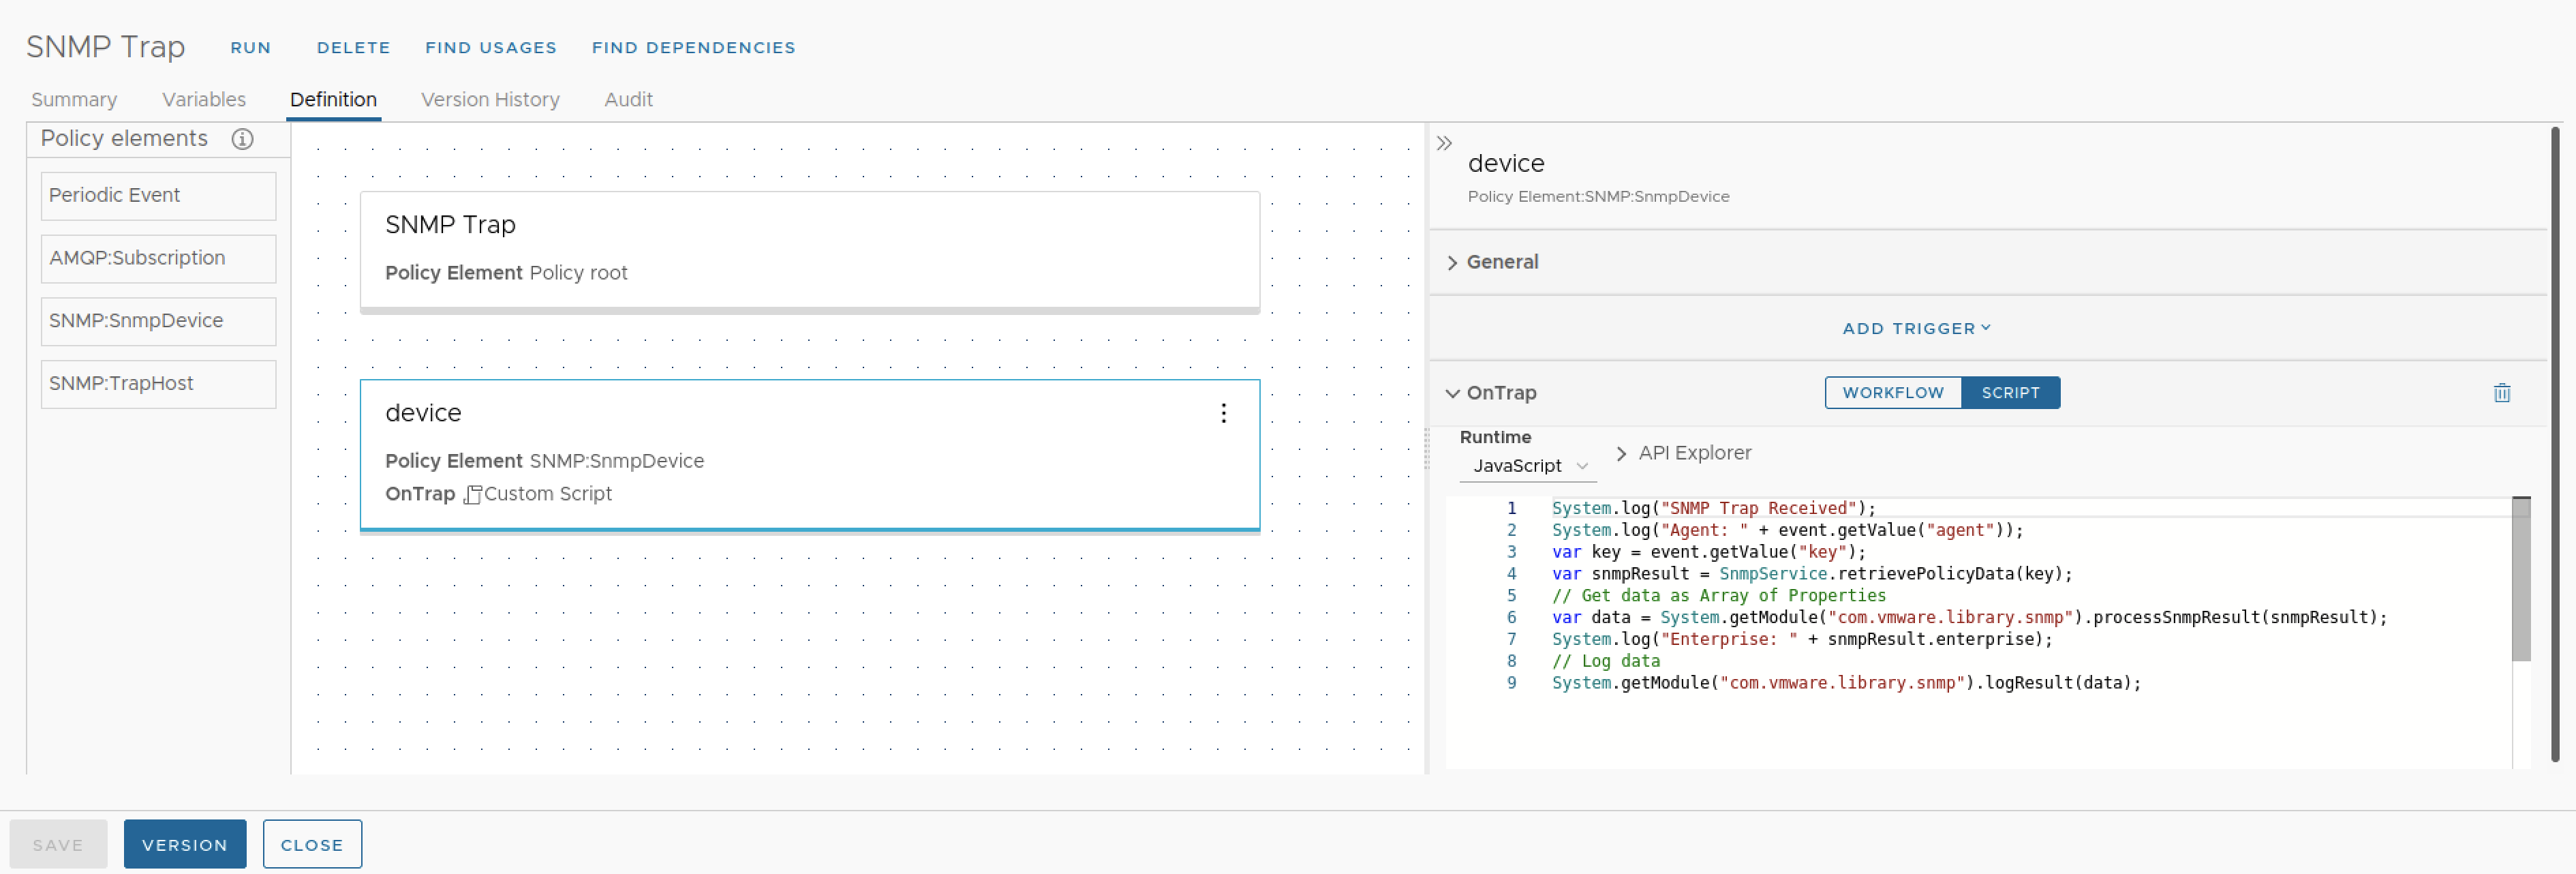 SNMP Trap RUN DELETE FIND USAGES FIND DEPENDENCIES
Summary Variables Definition Version History Audit
Policy elements
Periodic Event
AMQP:Subscription
SNMP:SnmpDevice
SNMP:TrapHost
SNMP Trap
Policy Element Policy root
device
Policy Element SNMP:SnmpDevice
OnTrap Custom Script
device
Policy Element:SNMP:SnmpDevice
General
ADD TRIGGER
OnTrap WORKFLOW SCRIPT
Runtime
JavaScript
API Explorer
1 System.log("SNMP Trap Received");
2 System.log("Agent: " + event.getValue("agent"));
3 var key = event.getValue("key");
4 var snmpResult = SnmpService.retrievePolicyData(key);
5 // Get data as Array of Properties
6 var data = System.getModule("com.vmware.library.snmp").processSnmpResult(snmpResult);
7 System.log("Enterprise: " + snmpResult.enterprise);
8 // Log data
9 System.getModule("com.vmware.library.snmp").logResult(data);
SAVE VERSION CLOSE